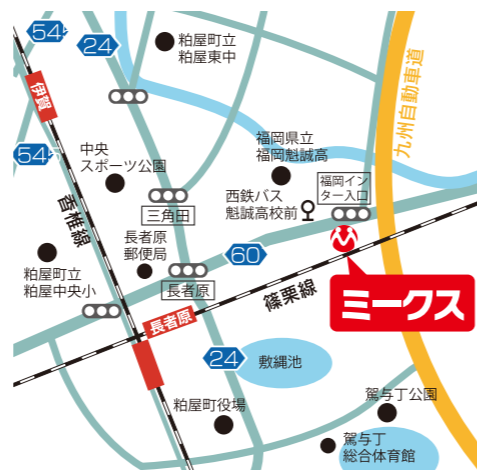 54
24
粕屋町立
粕屋東中
伊賀
福岡県立
福岡魁誠高
九州自動車道
54
中央
スポーツ公園
西鉄バス
魁誠高校前
福岡イン
ター入口
三角田
香椎線
長者原
郵便局
60
粕屋町立
粕屋中央小
長者原
篠栗線
ミークス
長者原
24
敷縄池
粕屋町役場
駕与丁公園
駕与丁
総合体育館